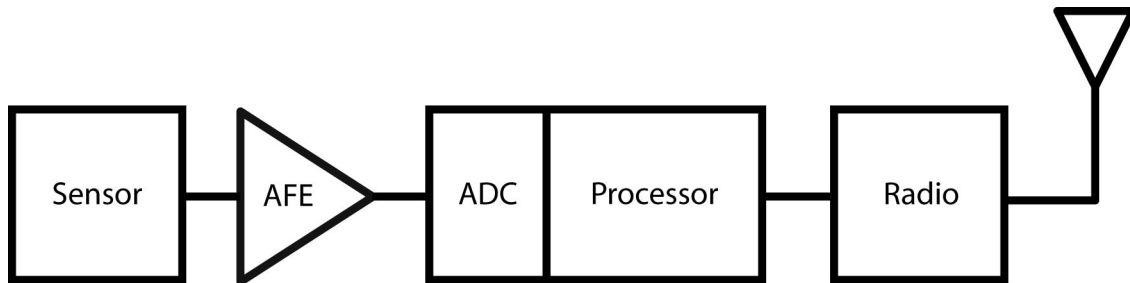 Sensor
AFE
ADC
Processor
Radio